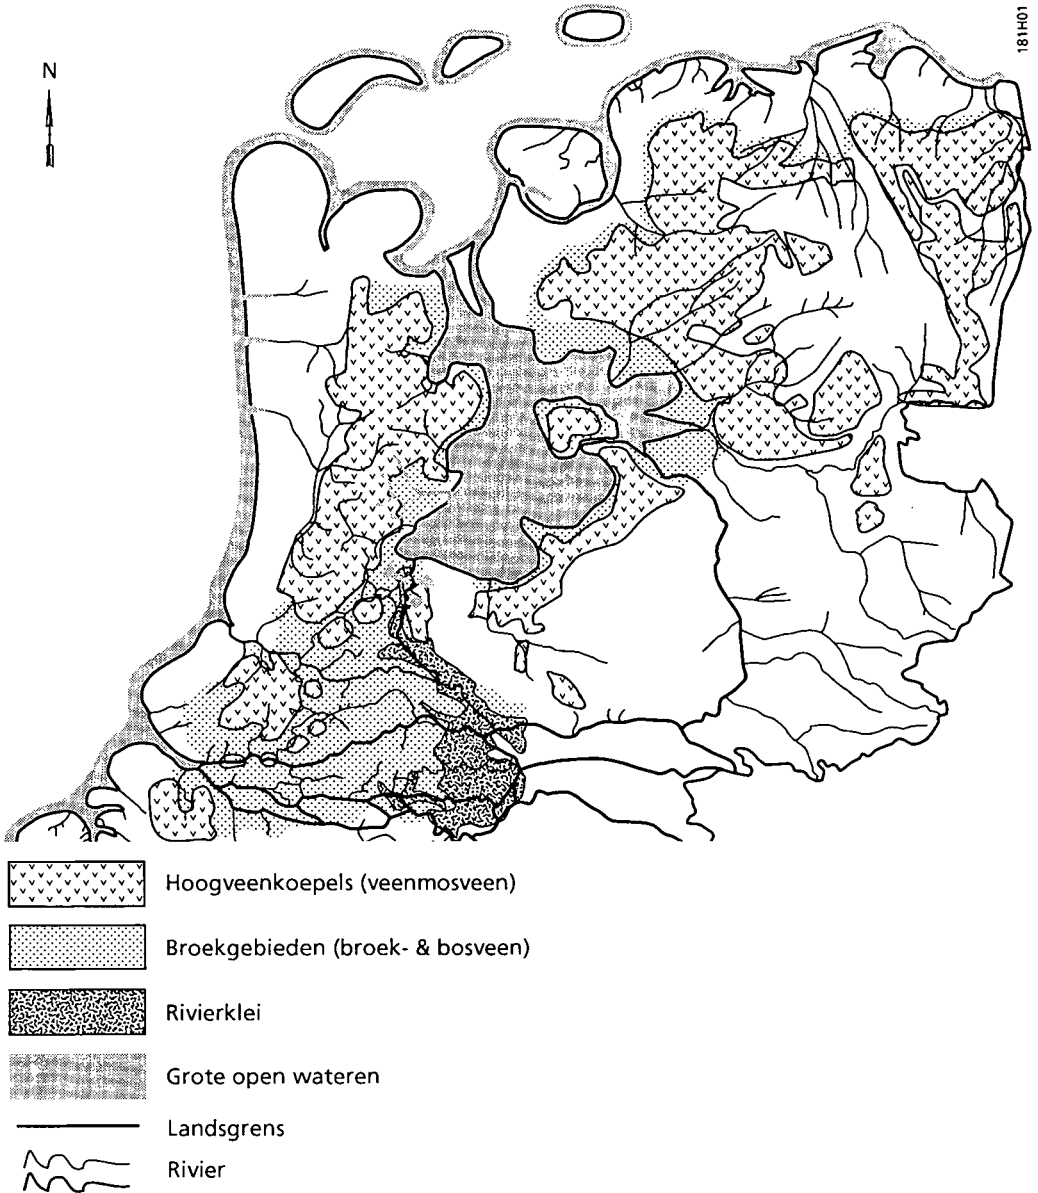 181H01
N
Hoogveenkoepels (veenmosveen)
Broekgebieden (broek- & bosveen)
Rivierklei
Grote open wateren
Landsgrens
Rivier